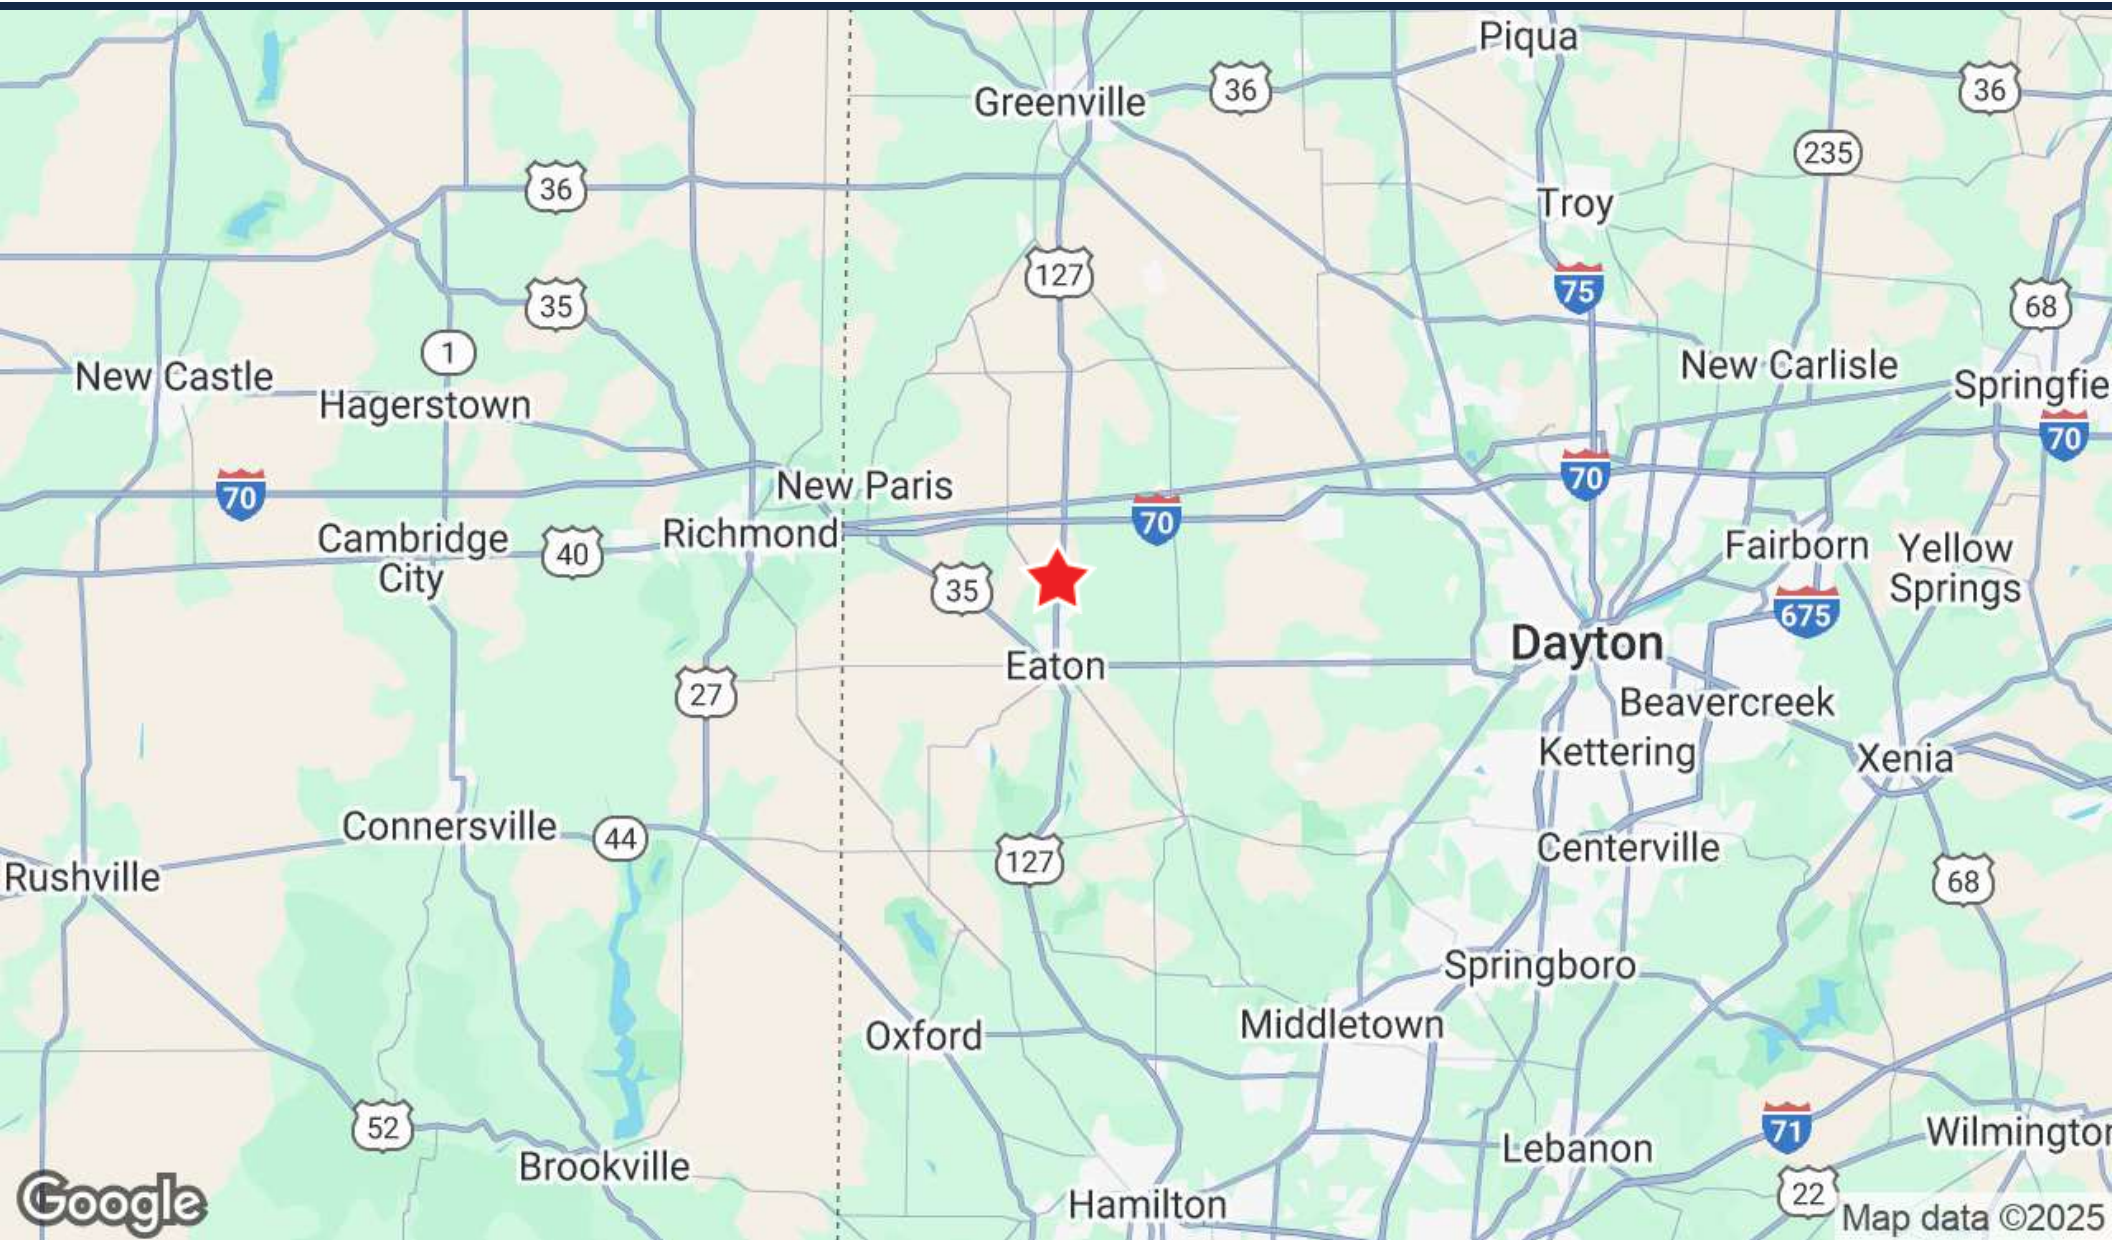 Piqua
36
36
Greenville
235
36
Troy
127
75
35
68
1
New Carlisle
New Castle
Springfie
Hagerstown
70
70
New Paris
70
70
Richmond
Cambridge
City
40
Fairborn
Yellow
Springs
35
675
Dayton
Eaton
27
Beavercreek
Kettering
Xenia
Connersville
44
Centerville
127
Rushville
68
Springboro
Middletown
Oxford
52
71
Wilmington
Lebanon
Brookville
22
Hamilton
Google
Map data ©2025